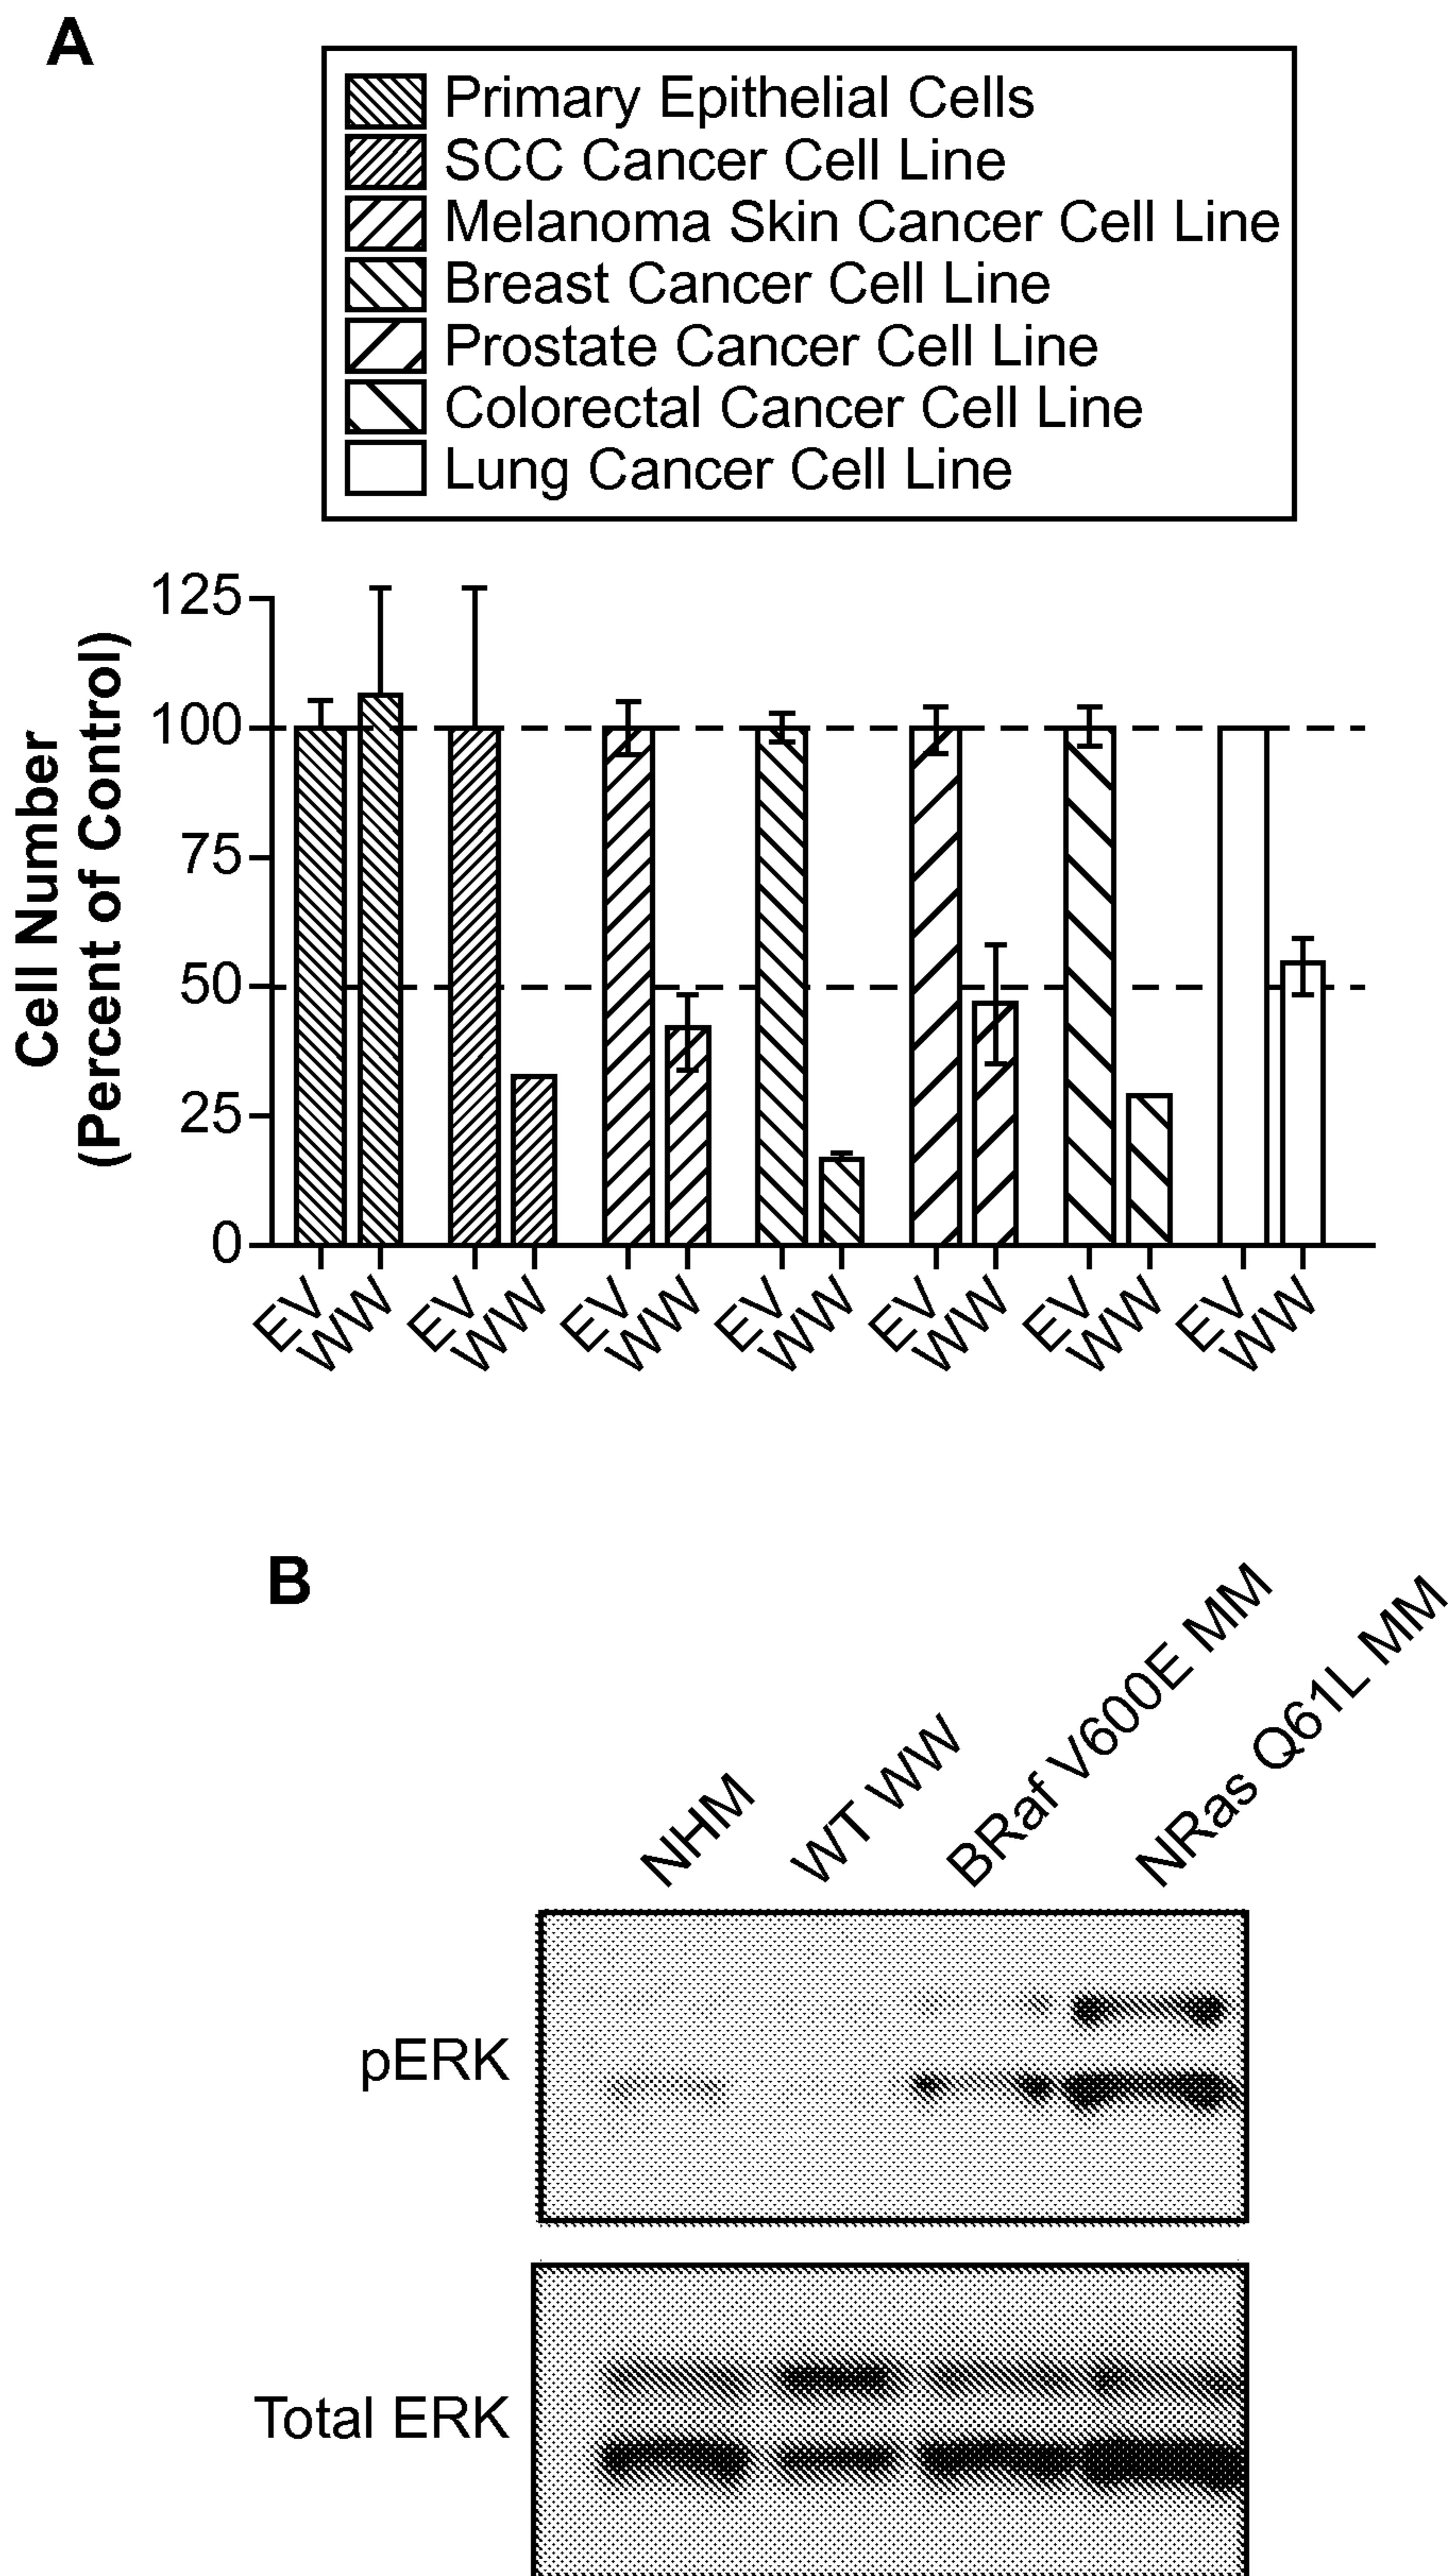 A
Primary Epithelial Cells
SCC Cancer Cell Line
Melanoma Skin Cancer Cell Line
Breast Cancer Cell Line
Prostate Cancer Cell Line
Colorectal Cancer Cell Line
Lung Cancer Cell Line
Cell Number
(Percent of Control)
125
100
75
50
25
0
EV WW EV WW EV WW EV WW EV WW EV WW EV WW
B
NHM WT WW BRaf V600E MM NRas Q61L MM
pERK
Total ERK